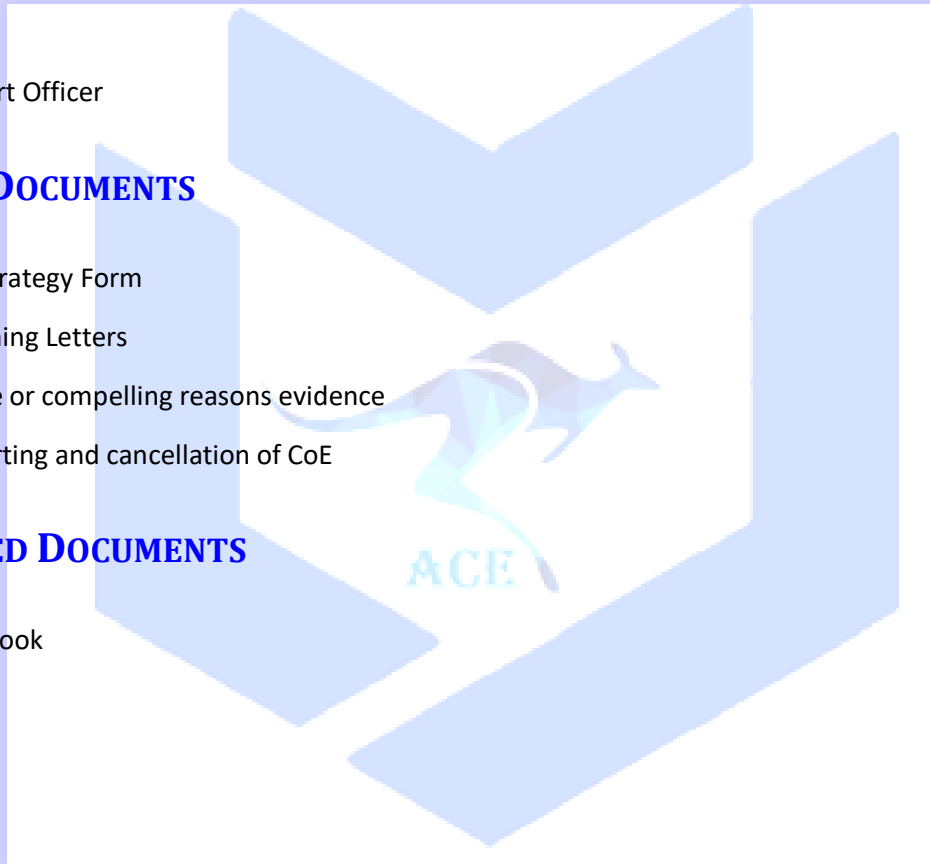 rt Officer
DOCUMENTS
rategy Form
ing Letters
e or compelling reasons evidence
rting and cancellation of CoE
ED DOCUMENTS
ook
ACE